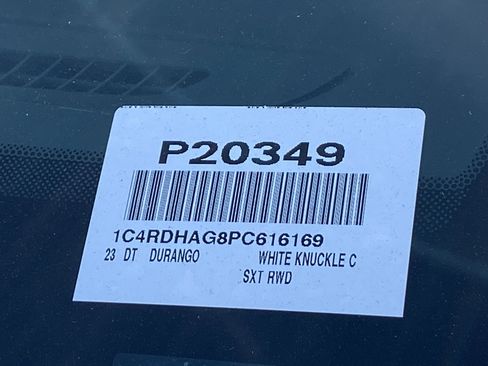 P20349
1C4RDHAG8PC616169
23 DT DURANGO WHITE KNUCKLE C
SXT RWD